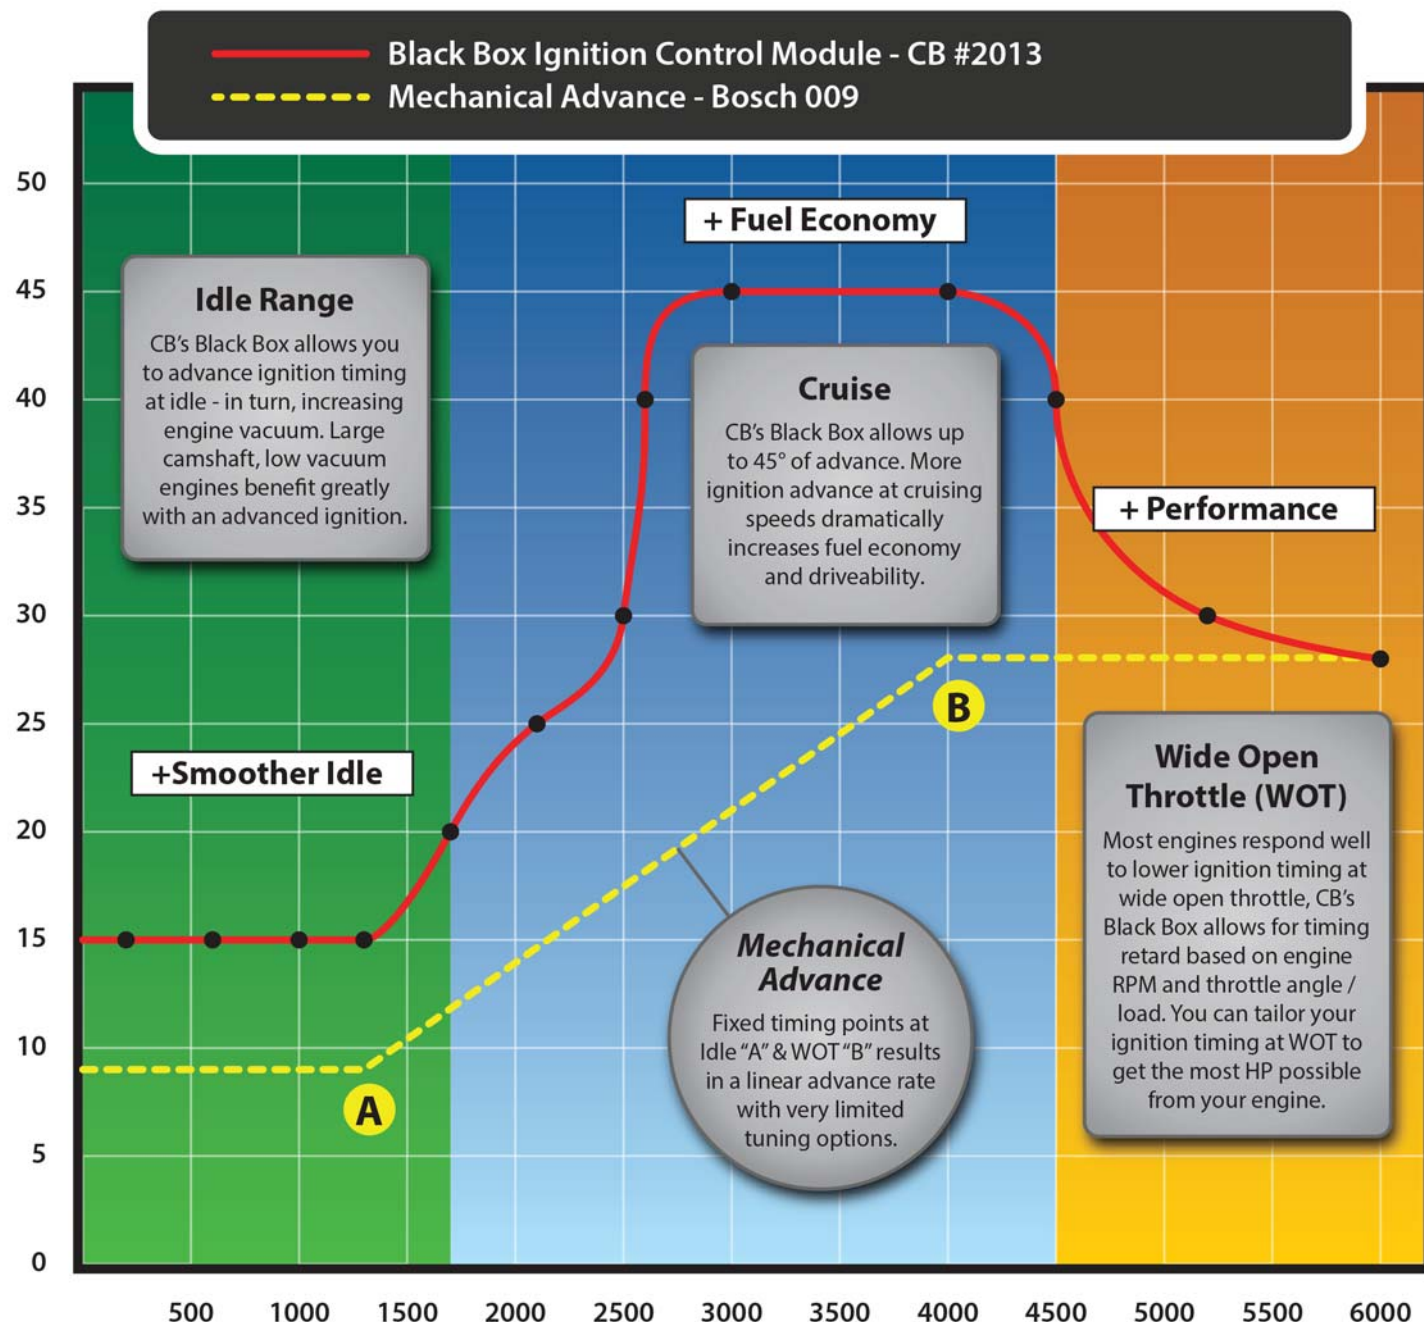 Black Box Ignition Control Module - CB #2013
Mechanical Advance - Bosch 009
50
45
40
35
30
25
20
15
10
5
0
+ Fuel Economy
Idle Range
CB's Black Box allows you
to advance ignition timing
at idle - in turn, increasing
engine vacuum. Large
camshaft, low vacuum
engines benefit greatly
with an advanced ignition.
Cruise
CB's Black Box allows up
to 45° of advance. More
ignition advance at cruising
speeds dramatically
increases fuel economy
and driveability.
+ Performance
+Smoother Idle
A
B
Mechanical
Advance
Fixed timing points at
Idle "A" & WOT "B" results
in a linear advance rate
with very limited
tuning options.
Wide Open
Throttle (WOT)
Most engines respond well
to lower ignition timing at
wide open throttle, CB's
Black Box allows for timing
retard based on engine
RPM and throttle angle /
load. You can tailor your
ignition timing at WOT to
get the most HP possible
from your engine.
500 1000 1500 2000 2500 3000 3500 4000 4500 5000 5500 6000